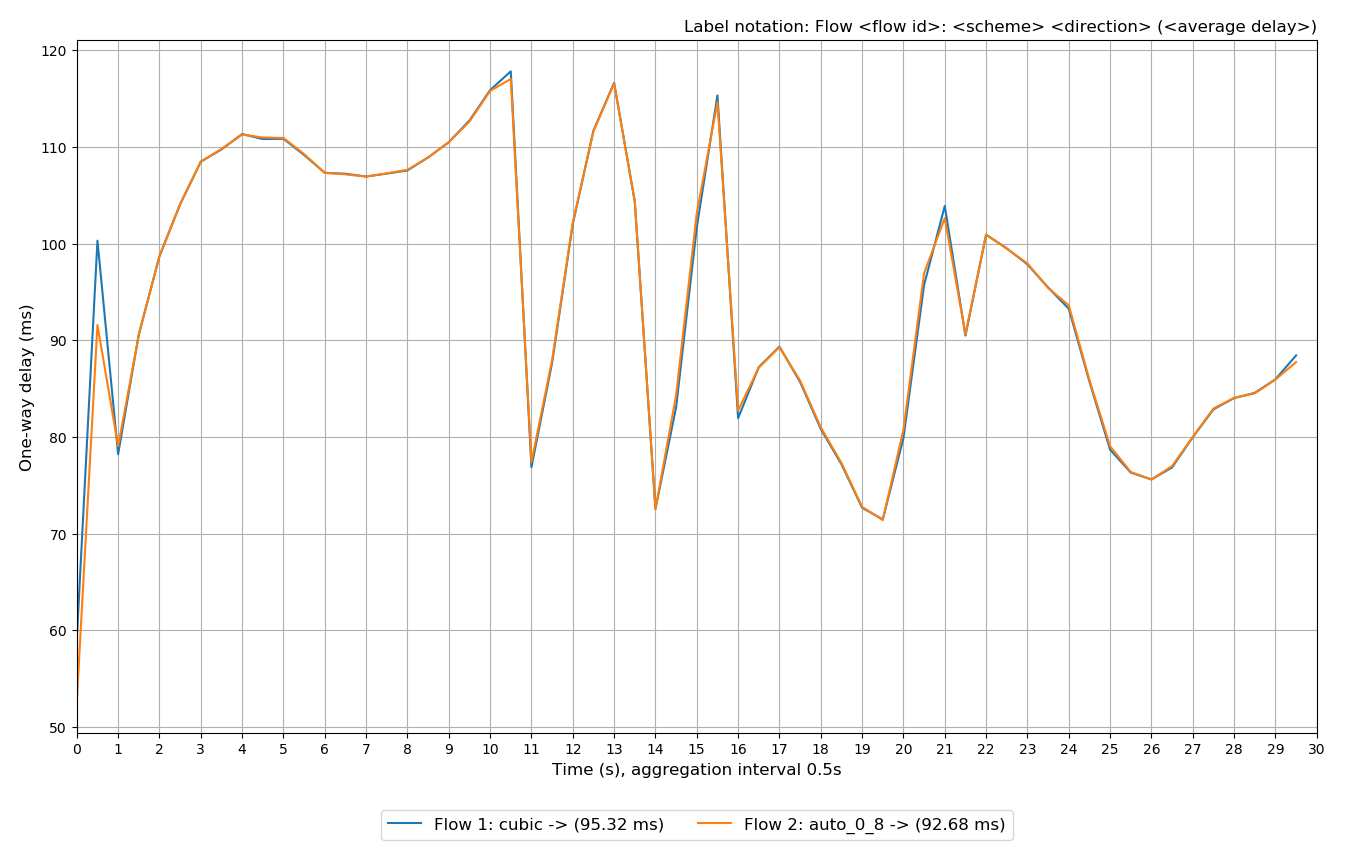 Label notation: Flow <flow id>: <scheme> <direction> (<average delay>)
120
110
100
90
80
70
60
50
One-way delay (ms)
0 1 2 3 4 5 6 7 8 9 10 11 12 13 14 15 16 17 18 19 20 21 22 23 24 25 26 27 28 29 30
Time (s), aggregation interval 0.5s
Flow 1: cubic -> (95.32 ms) Flow 2: auto_0_8 -> (92.68 ms)